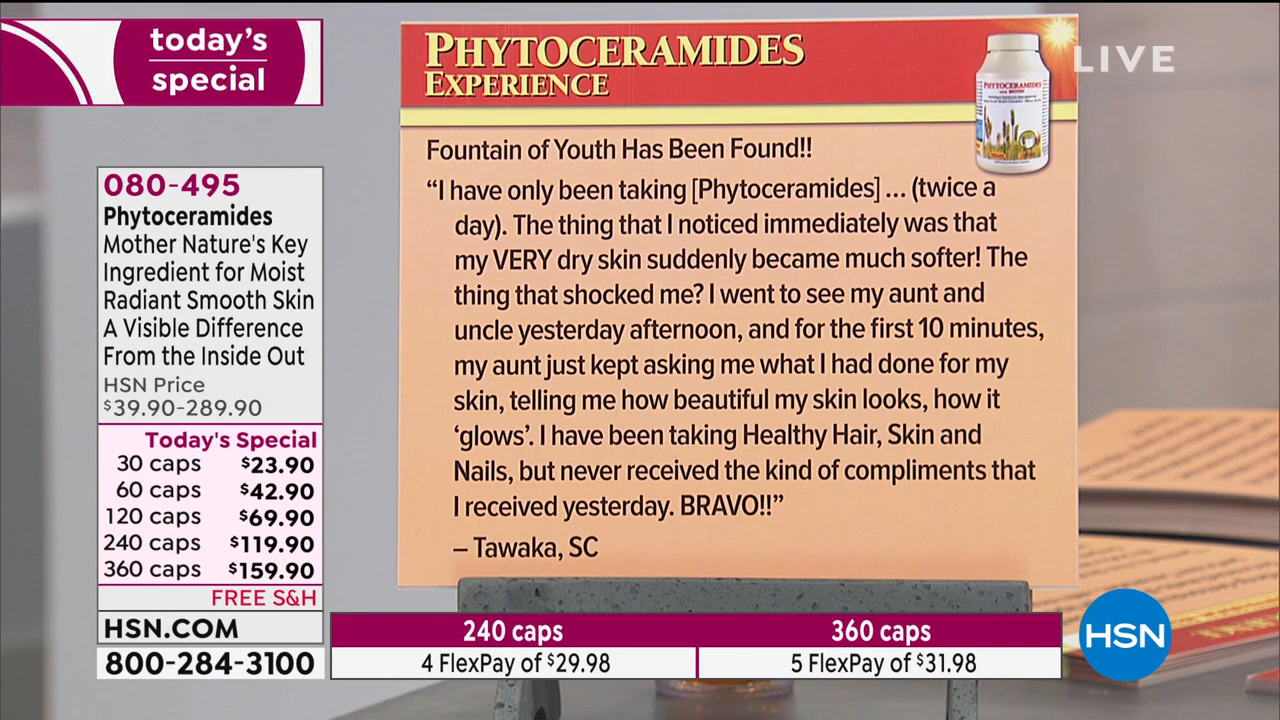 today's
special
080-495
Phytoceramides
Mother Nature's Key
Ingredient for Moist
Radiant Smooth Skin
A Visible Difference
From the Inside Out
HSN Price
$39.90-289.90
Today's Special
30 caps $23.90
60 caps $42.90
120 caps $69.90
240 caps $119.90
360 caps $159.90
FREE S&H
HSN.COM
800-284-3100
PHYTOCERAMIDES
EXPERIENCE
LIVE
PHYTOCERAMIDES
WITH BIOTIN
Fountain of Youth Has Been Found!!
“I have only been taking [Phytoceramides] … (twice a
day). The thing that I noticed immediately was that
my VERY dry skin suddenly became much softer! The
thing that shocked me? I went to see my aunt and
uncle yesterday afternoon, and for the first 10 minutes,
my aunt just kept asking me what I had done for my
skin, telling me how beautiful my skin looks, how it
‘glows’. I have been taking Healthy Hair, Skin and
Nails, but never received the kind of compliments that
I received yesterday. BRAVO!!”
– Tawaka, SC
240 caps 360 caps
4 FlexPay of $29.98 5 FlexPay of $31.98
HSN